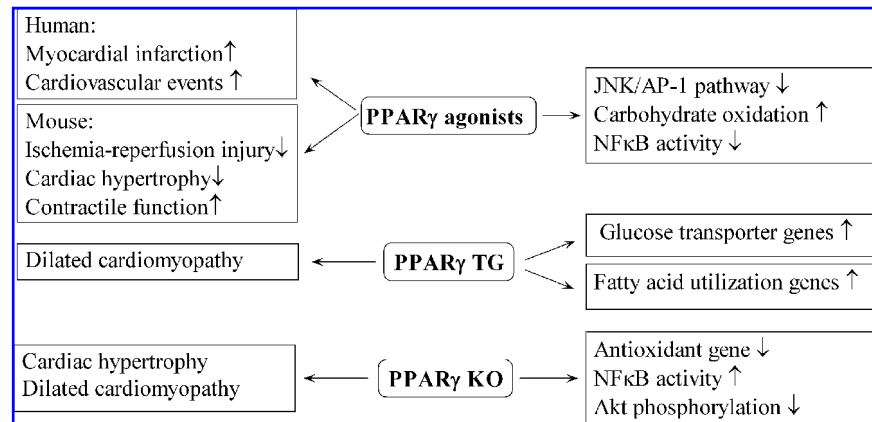 Human:
Myocardial infarction↑
Cardiovascular events ↑
Mouse:
Ischemia-reperfusion injury↓
Cardiac hypertrophy↓
Contractile function↑
PPARγ agonists
JNK/AP-1 pathway ↓
Carbohydrate oxidation ↑
NFκB activity ↓
Dilated cardiomyopathy
PPARγ TG
Glucose transporter genes ↑
Fatty acid utilization genes ↑
Cardiac hypertrophy
Dilated cardiomyopathy
PPARγ KO
Antioxidant gene ↓
NFκB activity ↑
Akt phosphorylation ↓